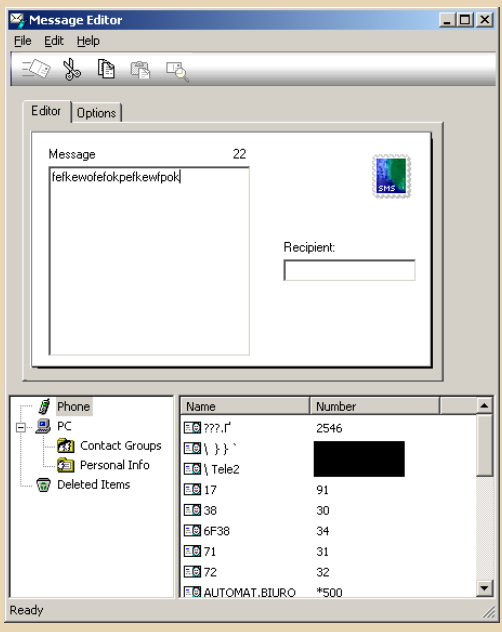 Message Editor
File Edit Help
Editor Options
Message 22
fefkewofefokpefkewfpok
SMS
Recipient:
Phone
PC
Contact Groups
Personal Info
Deleted Items
Name Number
???.Γ 2546
\ } } `
\ Tele2
17 91
38 30
6F38 34
71 31
72 32
AUTOMAT.BIURO *500
Ready